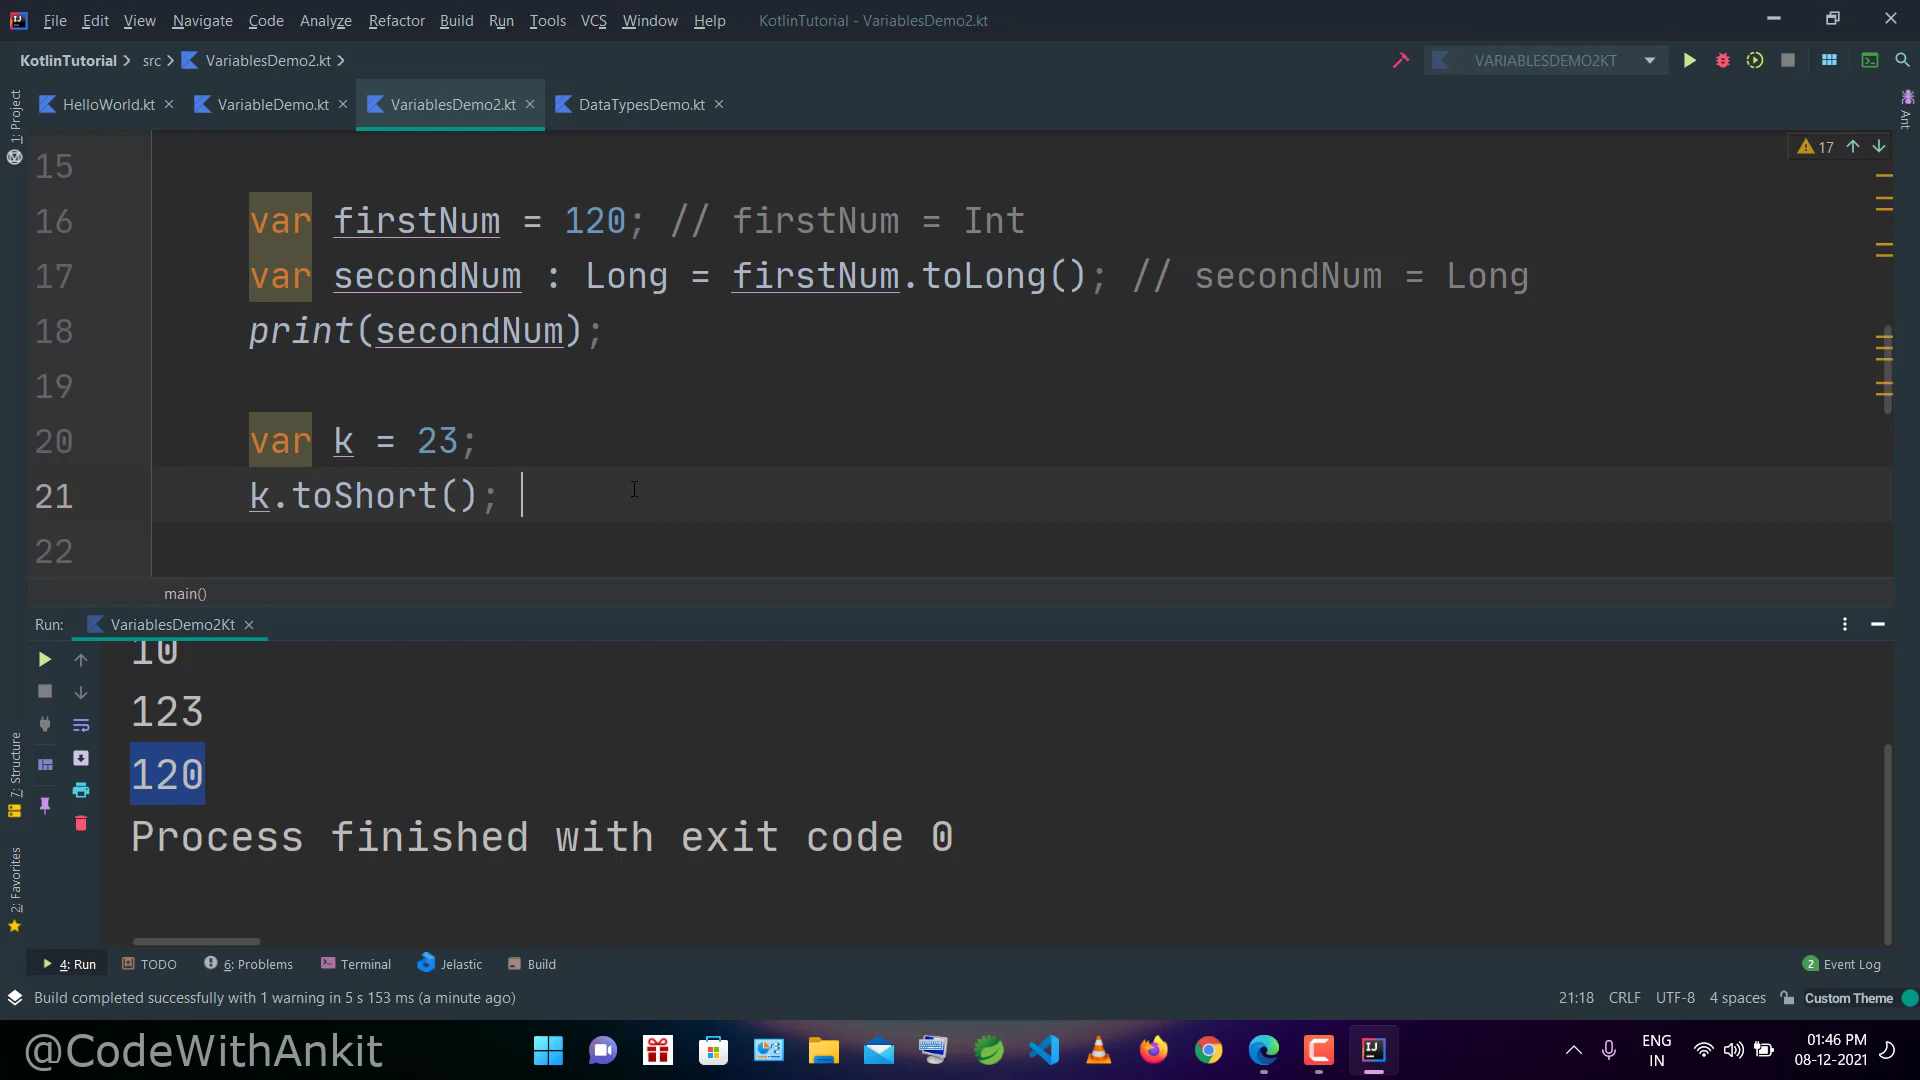 File Edit View Navigate Code Analyze Refactor Build Run Tools VCS Window Help KotlinTutorial - VariablesDemo2.kt
KotlinTutorial src VariablesDemo2.kt VARIABLESDEMO2KT
HelloWorld.kt VariableDemo.kt VariablesDemo2.kt DataTypesDemo.kt
1: Project
Ant
17
15
16 var firstNum = 120; // firstNum = Int
17 var secondNum : Long = firstNum.toLong(); // secondNum = Long
18 print(secondNum);
19
20 var k = 23;
21 k.toShort();
22
main()
Run: VariablesDemo2Kt
10
123
120
Process finished with exit code 0
7: Structure
2: Favorites
4: Run TODO 6: Problems Terminal Jelastic Build 2 Event Log
Build completed successfully with 1 warning in 5 s 153 ms (a minute ago) 21:18 CRLF UTF-8 4 spaces Custom Theme
@CodeWithAnkit
ENG
IN
01:46 PM
08-12-2021